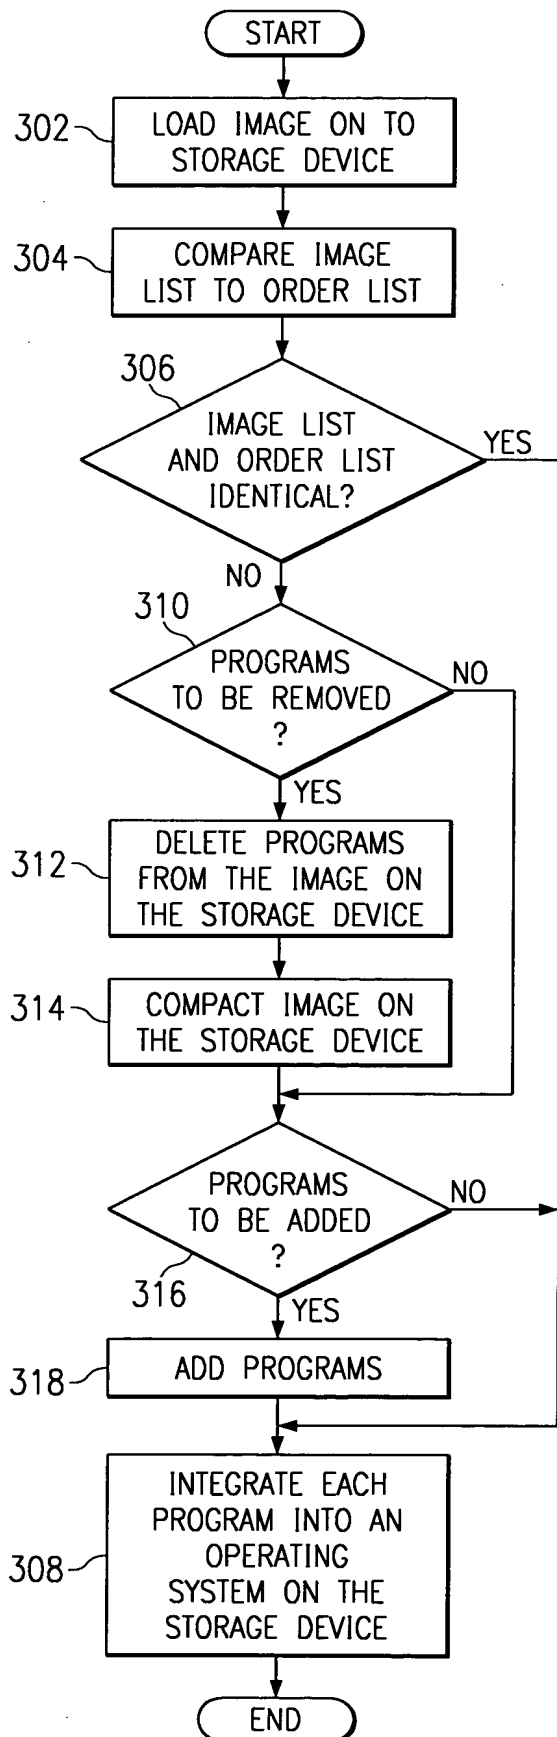 START
302
LOAD IMAGE ON TO
STORAGE DEVICE
304
COMPARE IMAGE
LIST TO ORDER LIST
306
IMAGE LIST
AND ORDER LIST
IDENTICAL?
YES
NO
310
PROGRAMS
TO BE REMOVED
?
NO
YES
312
DELETE PROGRAMS
FROM THE IMAGE ON
THE STORAGE DEVICE
314
COMPACT IMAGE ON
THE STORAGE DEVICE
PROGRAMS
TO BE ADDED
?
NO
316
YES
318
ADD PROGRAMS
308
INTEGRATE EACH
PROGRAM INTO AN
OPERATING
SYSTEM ON THE
STORAGE DEVICE
END